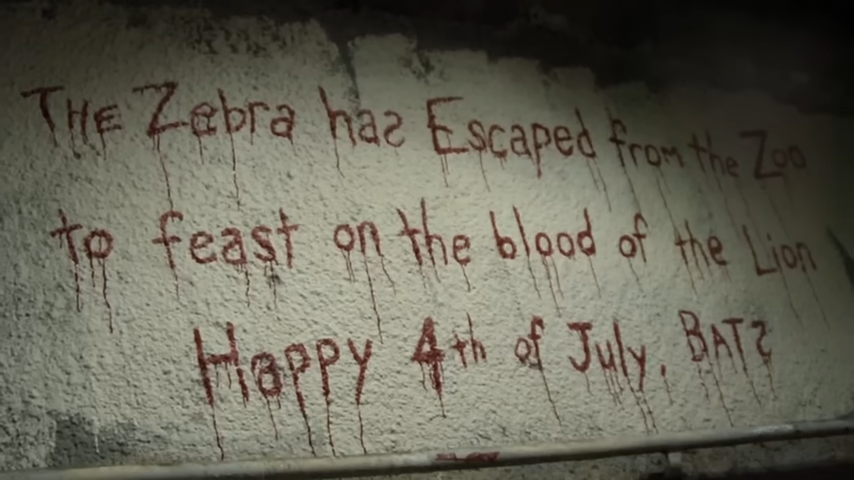 THE Zebra has Escaped from the Zoo
to feast on the blood of the Lion
Happy 4th of July, BATS